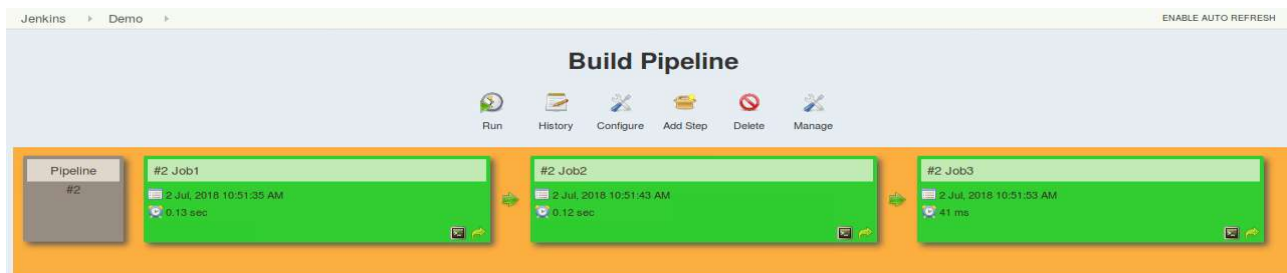 Jenkins Demo
ENABLE AUTO REFRESH
Build Pipeline
Run History Configure Add Step Delete Manage
Pipeline
#2
#2 Job1
2 Jul, 2018 10:51:35 AM
0.13 sec
#2 Job2
2 Jul, 2018 10:51:43 AM
0.12 sec
#2 Job3
2 Jul, 2018 10:51:53 AM
41 ms